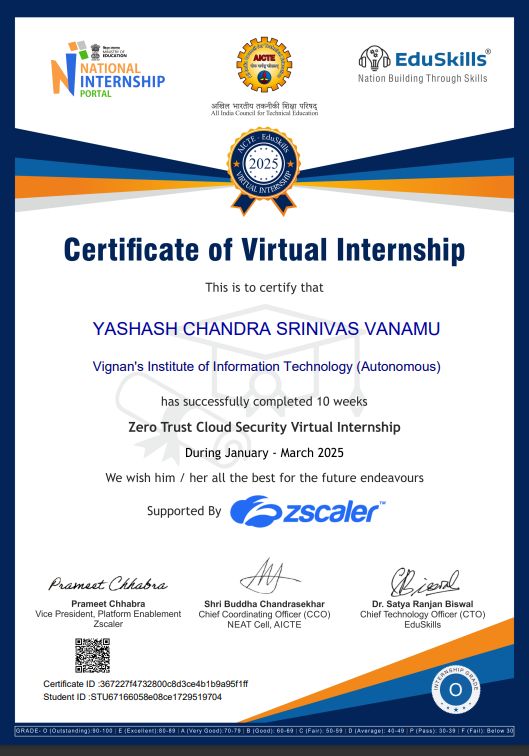 सत्यमेव जयते
MINISTRY OF
EDUCATION
NATIONAL
INTERNSHIP
PORTAL
AICTE
अखिल भारतीय तकनीकी शिक्षा परिषद्
All India Council for Technical Education
EduSkills®
Nation Building Through Skills
AICTE - EduSkills
2025
VIRTUAL INTERNSHIP
Certificate of Virtual Internship
This is to certify that
YASHASH CHANDRA SRINIVAS VANAMU
Vignan's Institute of Information Technology (Autonomous)
has successfully completed 10 weeks
Zero Trust Cloud Security Virtual Internship
During January - March 2025
We wish him / her all the best for the future endeavours
Supported By zscaler™
Prameet Chhabra
Prameet Chhabra
Vice President, Platform Enablement
Zscaler
Shri Buddha Chandrasekhar
Chief Coordinating Officer (CCO)
NEAT Cell, AICTE
Dr. Satya Ranjan Biswal
Chief Technology Officer (CTO)
EduSkills
Certificate ID :367227f4732800c8d3ce4b1b9a95f1ff
Student ID :STU67166058e08ce1729519704
INTERNSHIP GRADE
O
GRADE- O (Outstanding):90-100 | E (Excellent):80-89 | A (Very Good):70-79 | B (Good): 60-69 | C (Fair): 50-59 | D (Average): 40-49 | P (Pass): 30-39 | F (Fail): Below 30